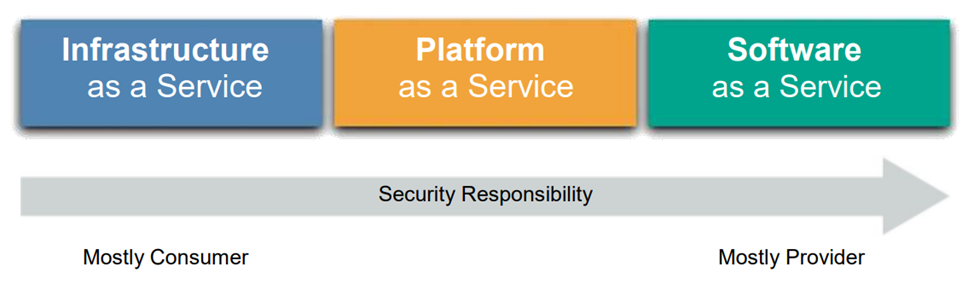 Infrastructure
as a Service
Platform
as a Service
Software
as a Service
Security Responsibility
Mostly Consumer
Mostly Provider